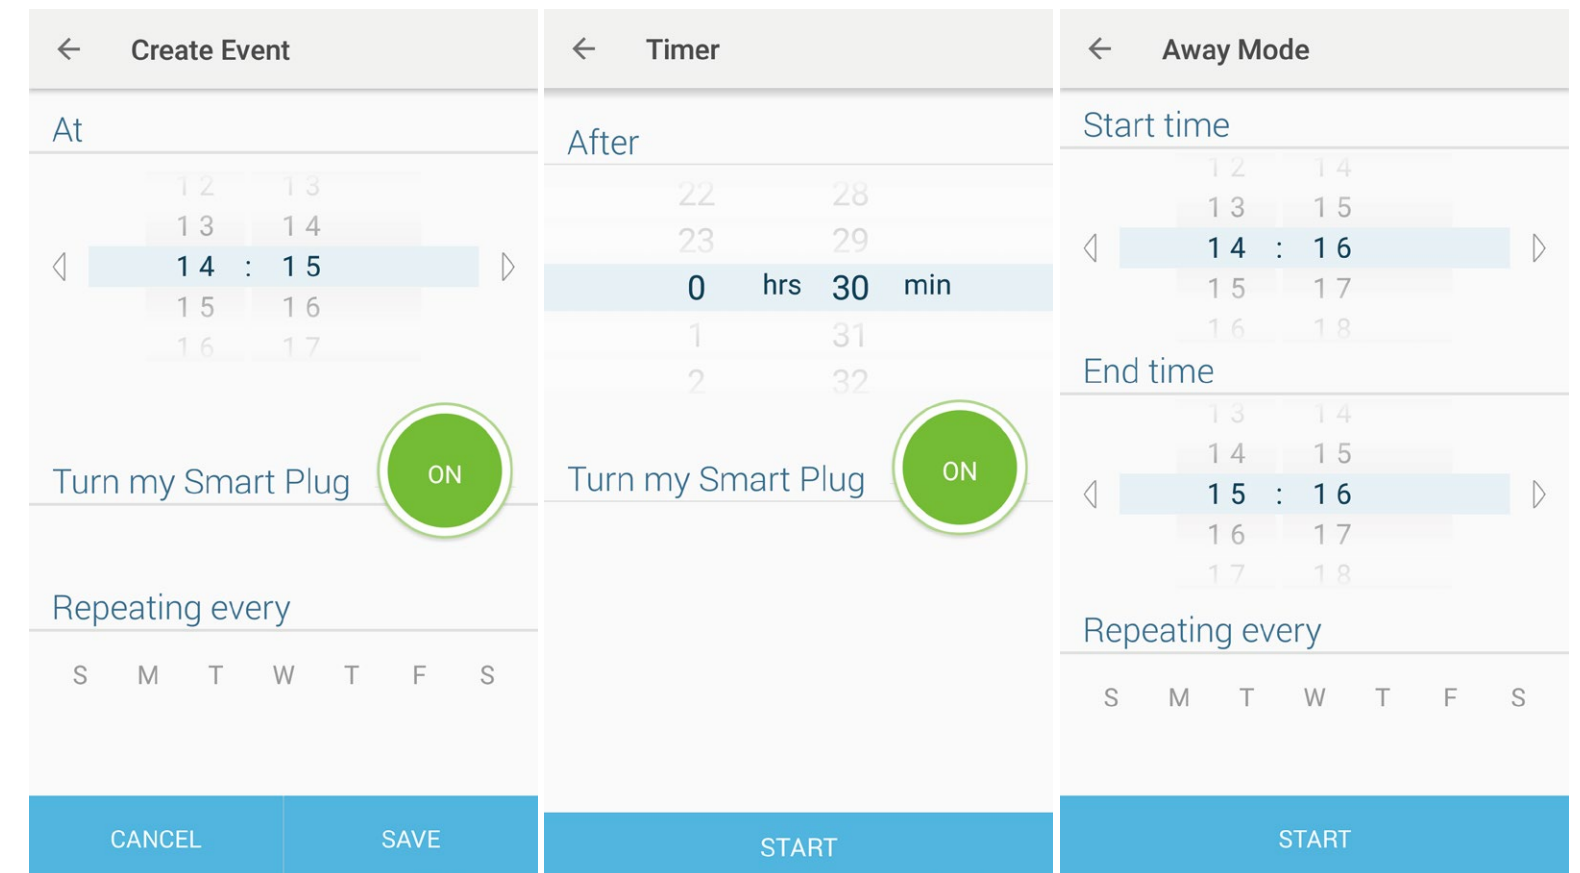 Create Event
At
12 13
13 14
14 : 15
15 16
16 17
Turn my Smart Plug ON
Repeating every
S M T W T F S
CANCEL SAVE
Timer
After
22 28
23 29
0 hrs 30 min
1 31
2 32
Turn my Smart Plug ON
START
Away Mode
Start time
12 14
13 15
14 : 16
15 17
16 18
End time
13 14
14 15
15 : 16
16 17
17 18
Repeating every
S M T W T F S
START